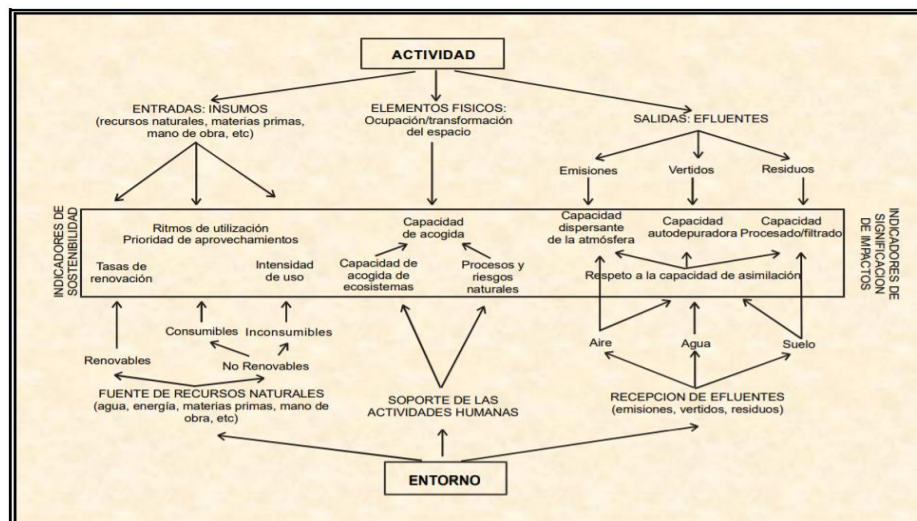 ACTIVIDAD
ENTRADAS: INSUMOS
(recursos naturales, materias primas,
mano de obra, etc)
ELEMENTOS FISICOS:
Ocupación/transformación
del espacio
SALIDAS: EFLUENTES
Emisiones
Vertidos
Residuos
INDICADORES DE
SOSTENIBILIDAD
Ritmos de utilización
Prioridad de aprovechamientos
Tasas de
renovación
Intensidad
de uso
Capacidad
de acogida
Capacidad de
acogida de
ecosistemas
Procesos y
riesgos
naturales
Capacidad
dispersante
de la atmósfera
Capacidad
autodepuradora
Capacidad
Procesado/filtrado
Respeto a la capacidad de asimilación
INDICADORES DE
SIGNIFICACION
DE IMPACTOS
Renovables
Consumibles
Inconsumibles
No Renovables
Aire
Agua
Suelo
FUENTE DE RECURSOS NATURALES
(agua, energía, materias primas, mano de
obra, etc)
SOPORTE DE LAS
ACTIVIDADES HUMANAS
RECEPCION DE EFLUENTES
(emisiones, vertidos, residuos)
ENTORNO